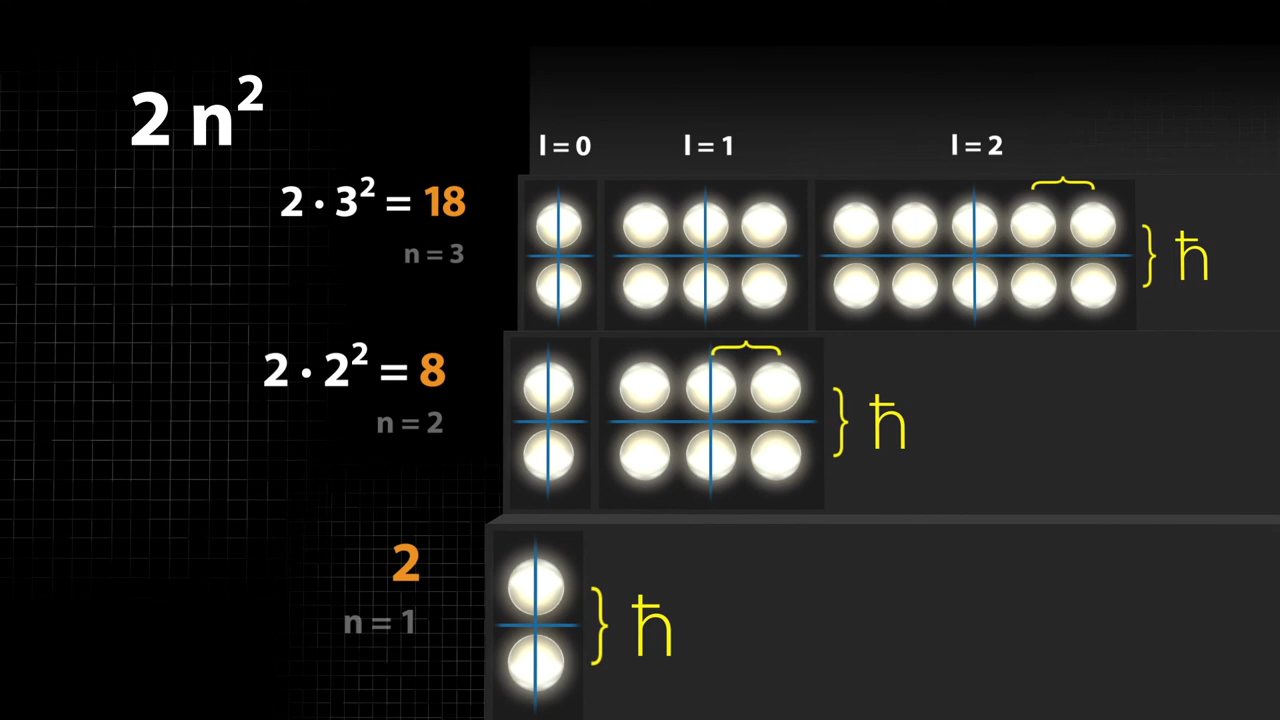 2 n²
l = 0
l = 1
l = 2
2 · 3² = 18
n = 3
ħ
2 · 2² = 8
n = 2
ħ
2
n = 1
ħ